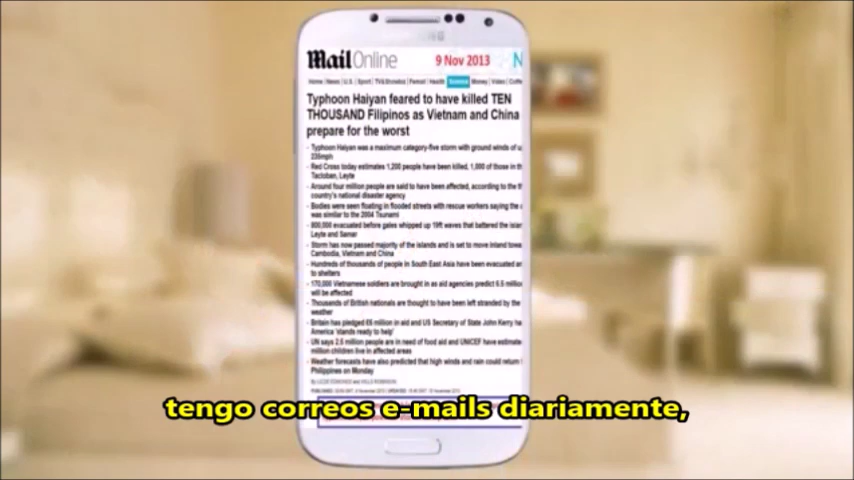 MailOnline 9 Nov 2013 N
Home News U.S. Sport TV&Showbiz Femail Health Science Money Video
Typhoon Haiyan feared to have killed TEN
THOUSAND Filipinos as Vietnam and China
prepare for the worst
Typhoon Haiyan was a maximum category-five storm with ground winds of
Red Cross today estimates 1,200 people have been killed, 1,000 of those in
Tacloban, Leyte
Around four million people are said to have been affected, according to the
country's national disaster agency
Bodies were seen floating in flooded streets with rescue workers saying the
was similar to the 2004 Tsunami
800,000 evacuated before gales whipped up 19ft waves that battered the
Leyte and Samar
Storm has now passed majority of the islands and is set to move inland
Cambodia, Vietnam and China
Hundreds of thousands of people in South East Asia have been evacuated
to shelters
170,000 Vietnamese soldiers are brought in as aid agencies predict 6.5
will be affected
Thousands of British nationals are thought to have been left stranded by the
weather
Britain has pledged £6 million in aid and US Secretary of State John Kerry
America 'stands ready to help'
UN says 2.5 million people are in need of food aid and UNICEF have
million children live in affected areas
Weather forecasts have also predicted that high winds and rain could return
Philippines on Monday
tengo correos e-mails diariamente,